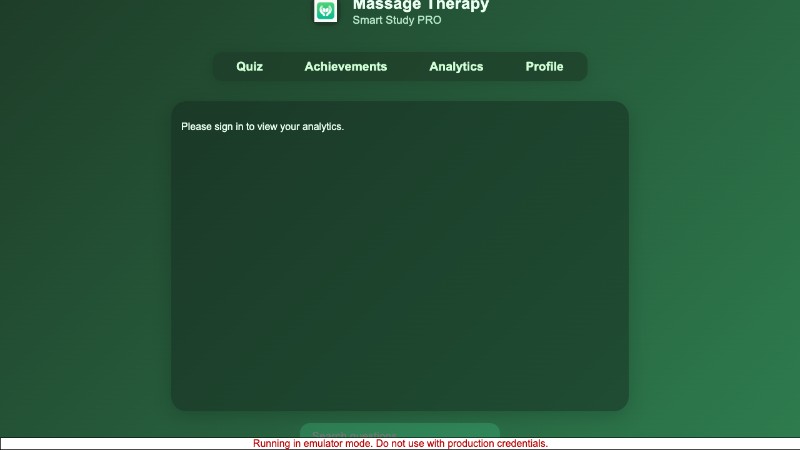 Massage Therapy
Smart Study PRO
Quiz
Achievements
Analytics
Profile
Please sign in to view your analytics.
Running in emulator mode. Do not use with production credentials.